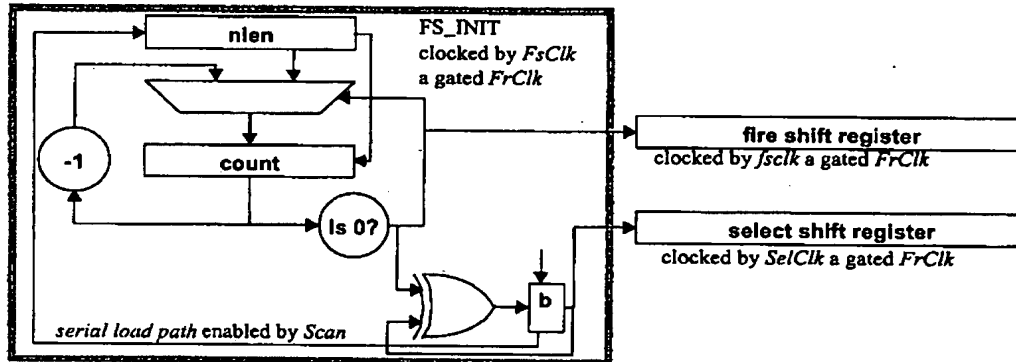 nlen
FS_INIT
clocked by FsClk
a gated FrClk
fire shift register
clocked by fsclk a gated FrClk
-1
count
Is 0?
select shift register
clocked by SelClk a gated FrClk
b
serial load path enabled by Scan